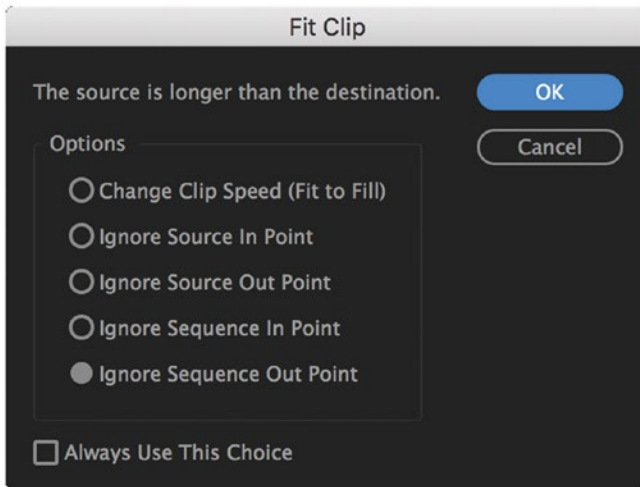 Fit Clip
The source is longer than the destination.
OK
Cancel
Options
Change Clip Speed (Fit to Fill)
Ignore Source In Point
Ignore Source Out Point
Ignore Sequence In Point
Ignore Sequence Out Point
Always Use This Choice